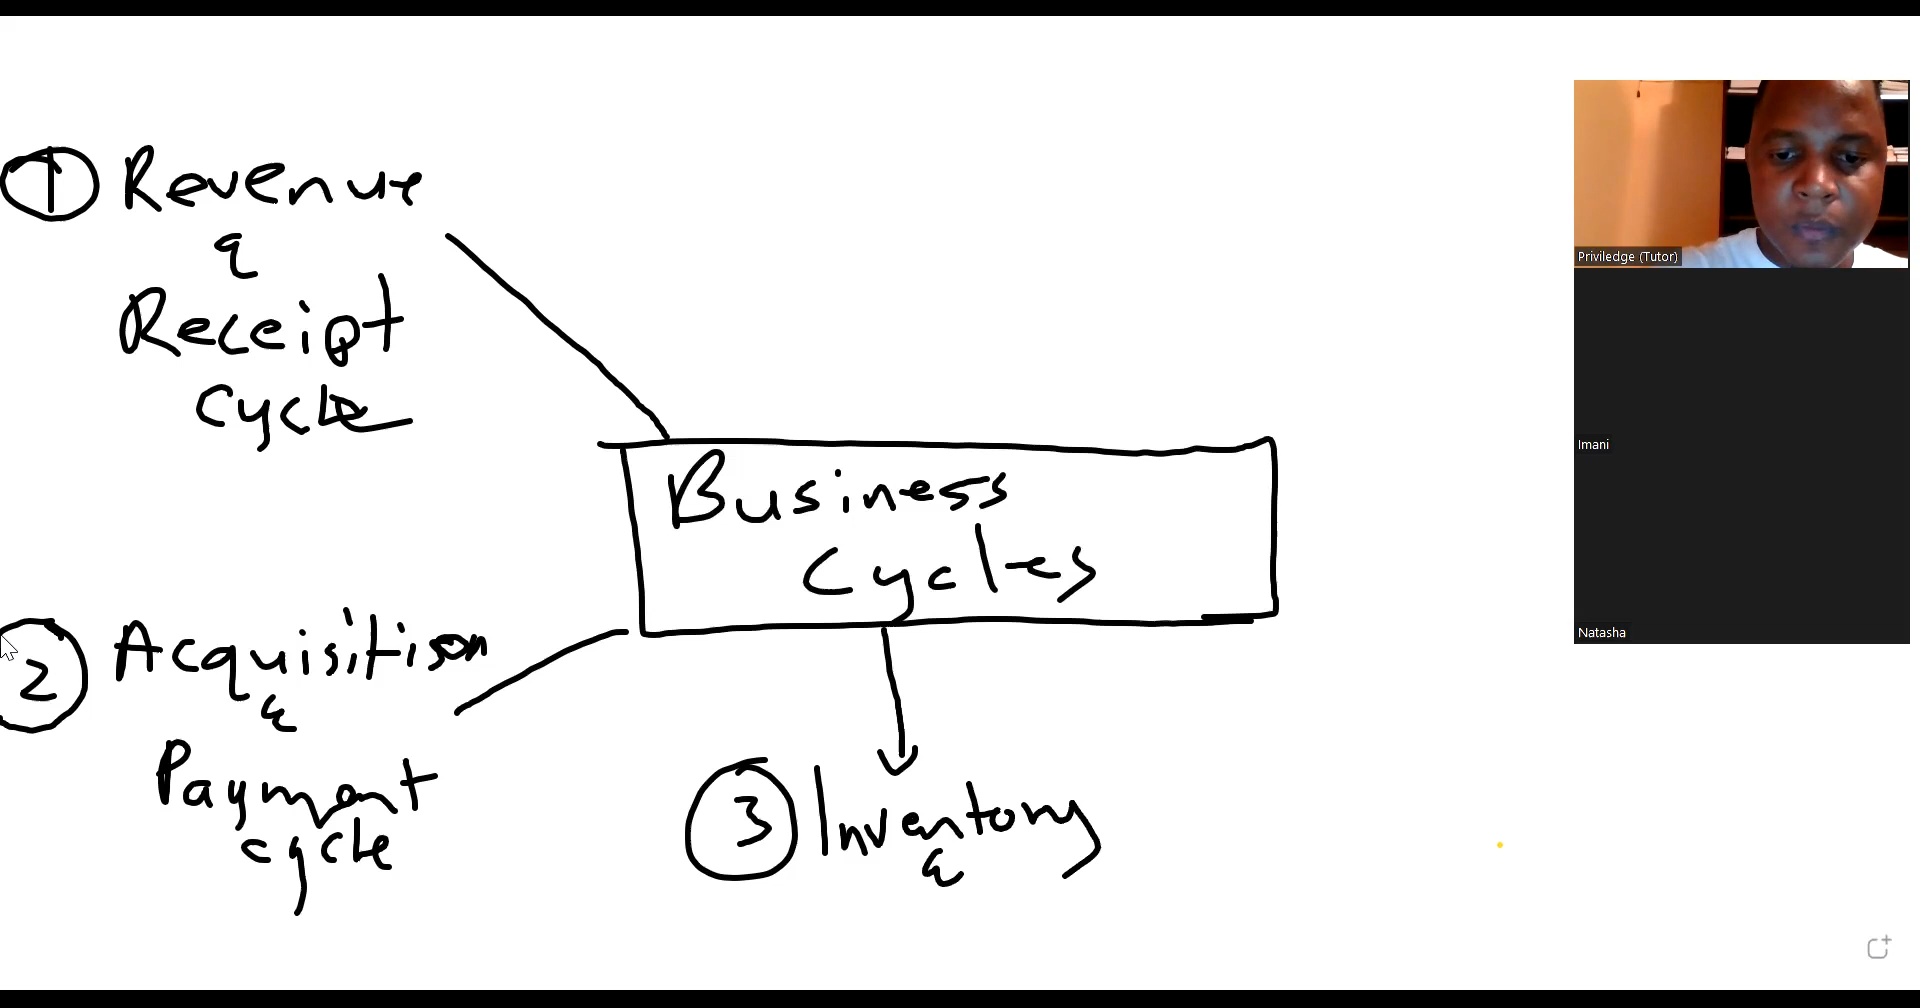 ① Revenue
&
Receipt
cycle
Business
Cycles
② Acquisition
&
Payment
cycle
③ Inventory
&
Priviledge (Tutor)
Imani
Natasha